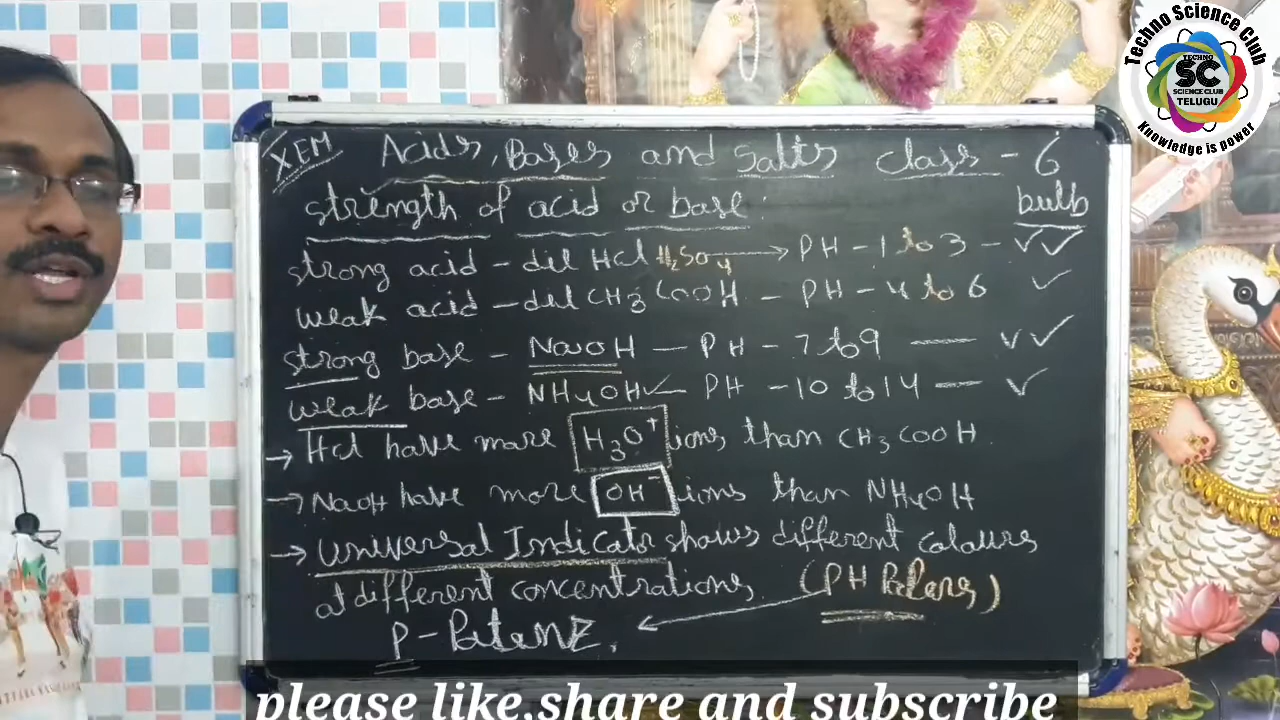 Techno Science Club
TECHNO
SC
SCIENCE CLUB
TELUGU
Knowledge is power
XEM Acids, Bases and Salts class - 6
strength of acid or base: bulb
strong acid - dil HCl H2SO4 → PH - 1 to 3 - ✓✓
weak acid - dil CH3COOH - PH - 4 to 6 ✓
strong base - NaOH - PH - 7 to 9 - ✓✓
weak base - NH4OH ✓ PH - 10 to 14 - ✓
→ HCl have more H3O+ ions than CH3COOH.
→ NaOH have more OH- ions than NH4OH
→ Universal Indicator shows different colours
at different concentrations. (PH
P -
please like,share and subscribe